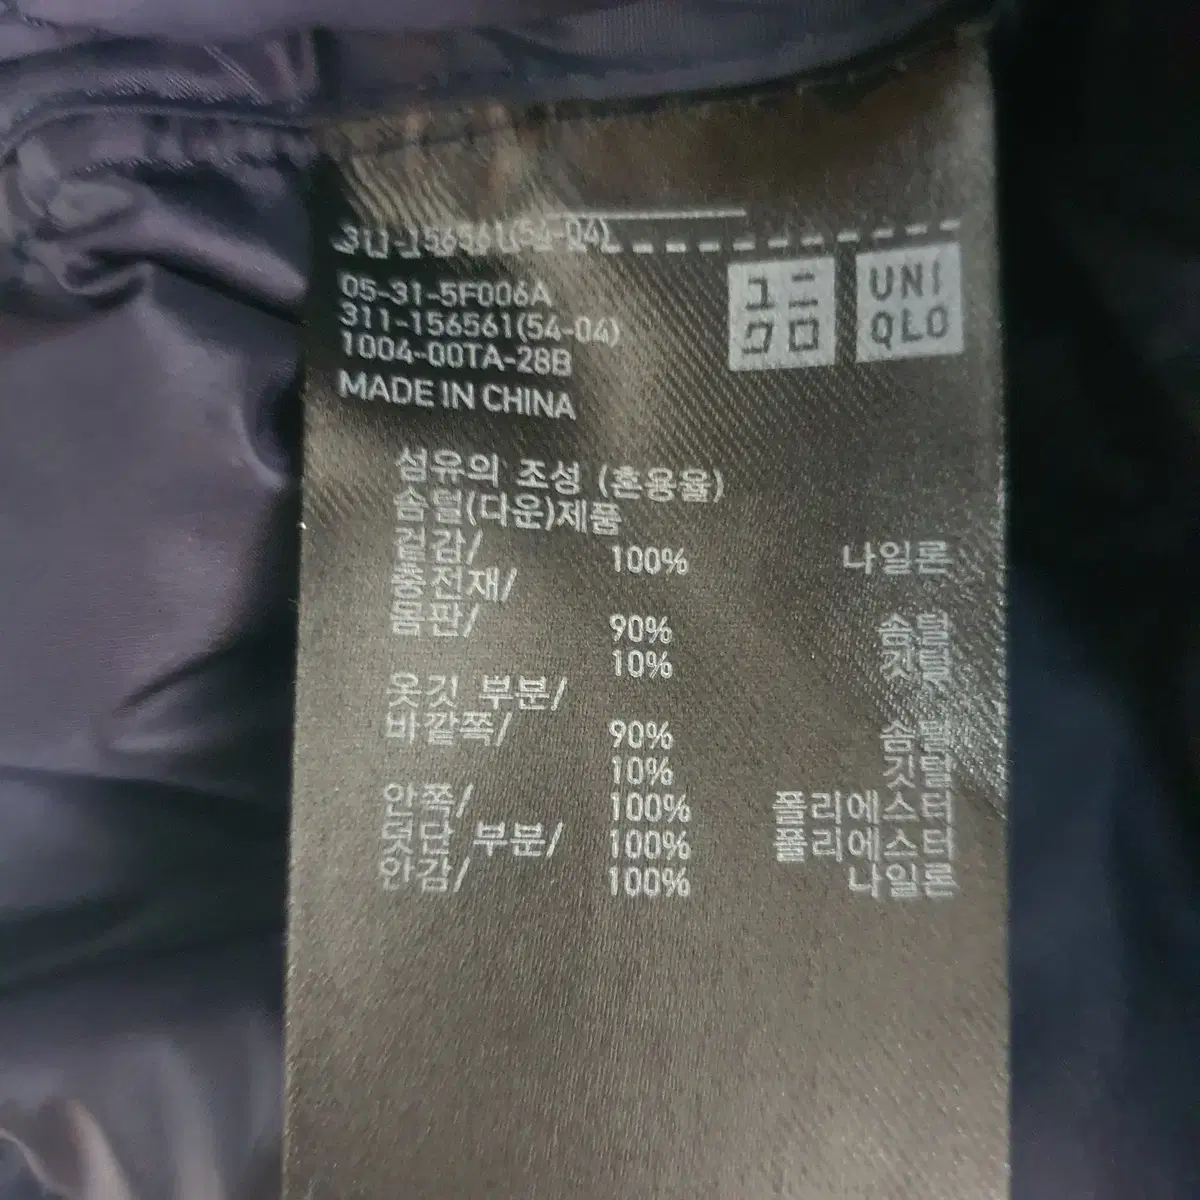 311-156561(54-04)
05-31-5F006A
311-156561(54-04)
1004-00TA-28B
MADE IN CHINA
ユニ
クロ
UNI
QLO
섬유의 조성 (혼용율)
솜털(다운)제품
겉감/ 100% 나일론
충전재/
몸판/ 90% 솜털
10% 깃털
옷깃 부분/
바깥쪽/ 90% 솜털
10% 깃털
안쪽/ 100% 폴리에스터
덧단 부분/ 100% 폴리에스터
안감/ 100% 나일론